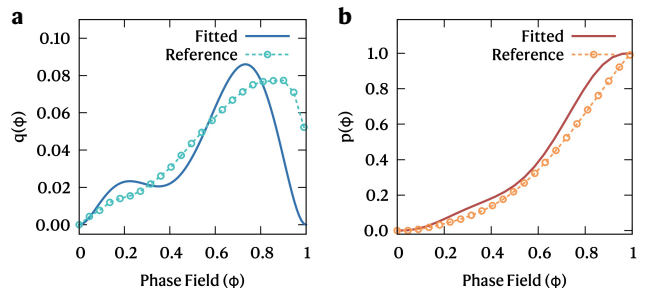 a
q(ϕ)
0.10
0.08
0.06
0.04
0.02
0.00
Fitted
Reference
0 0.2 0.4 0.6 0.8 1
Phase Field (ϕ)
b
p(ϕ)
1.0
0.8
0.6
0.4
0.2
0.0
Fitted
Reference
0 0.2 0.4 0.6 0.8 1
Phase Field (ϕ)